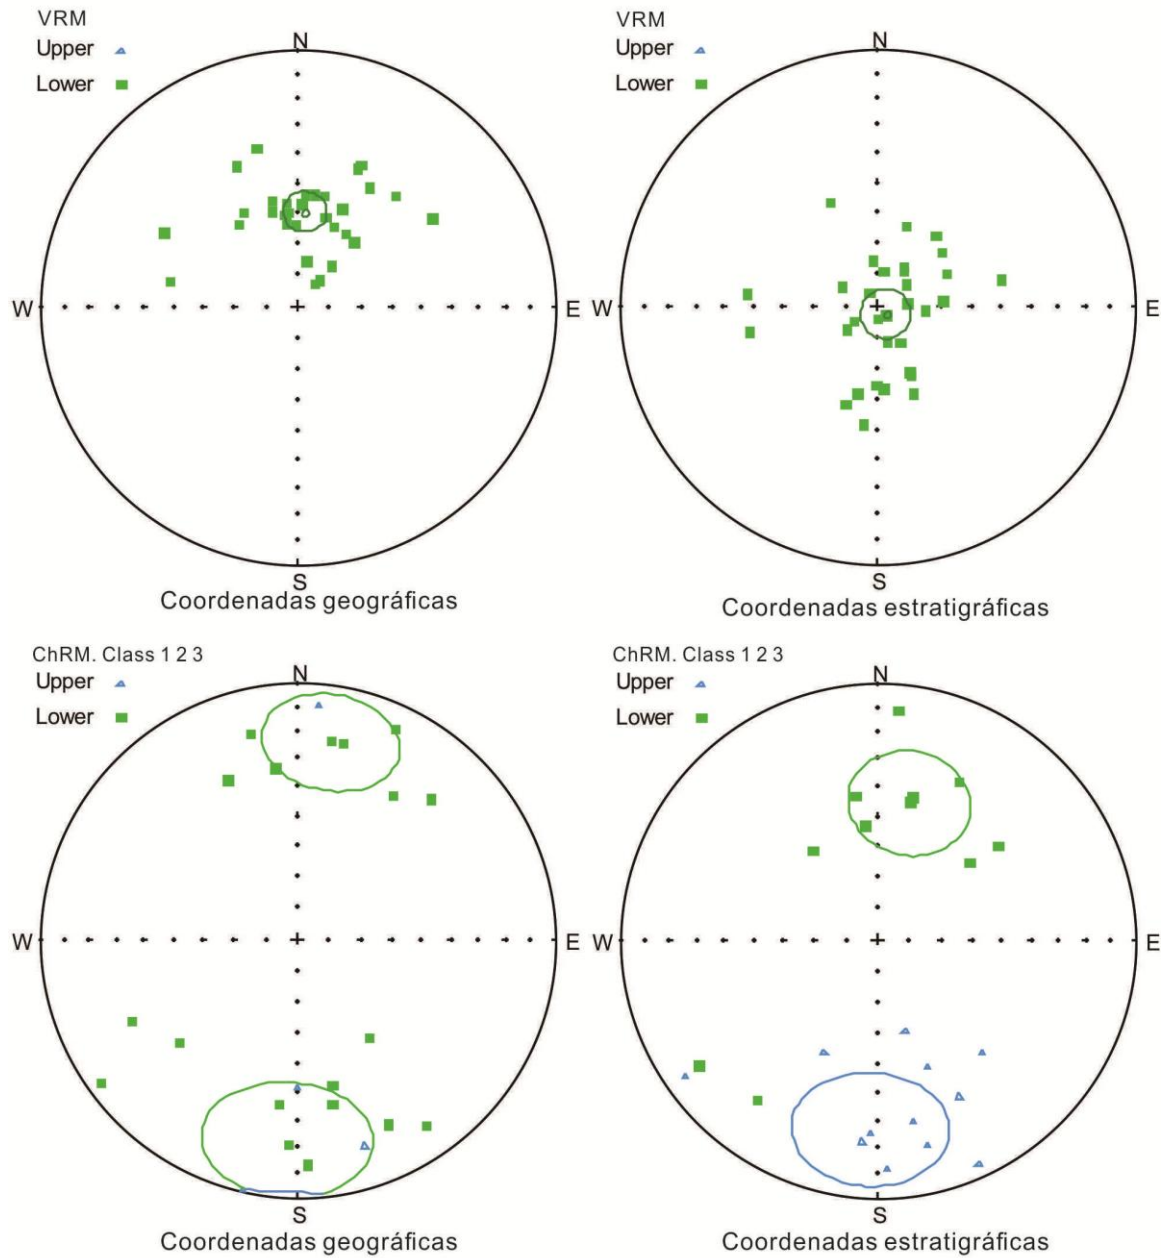 VRM
Upper
Lower
N
W
E
S
Coordenadas geográficas
VRM
Upper
Lower
N
W
E
S
Coordenadas estratigráficas
ChRM. Class 1 2 3
Upper
Lower
N
W
E
S
Coordenadas geográficas
ChRM. Class 1 2 3
Upper
Lower
N
W
E
S
Coordenadas estratigráficas